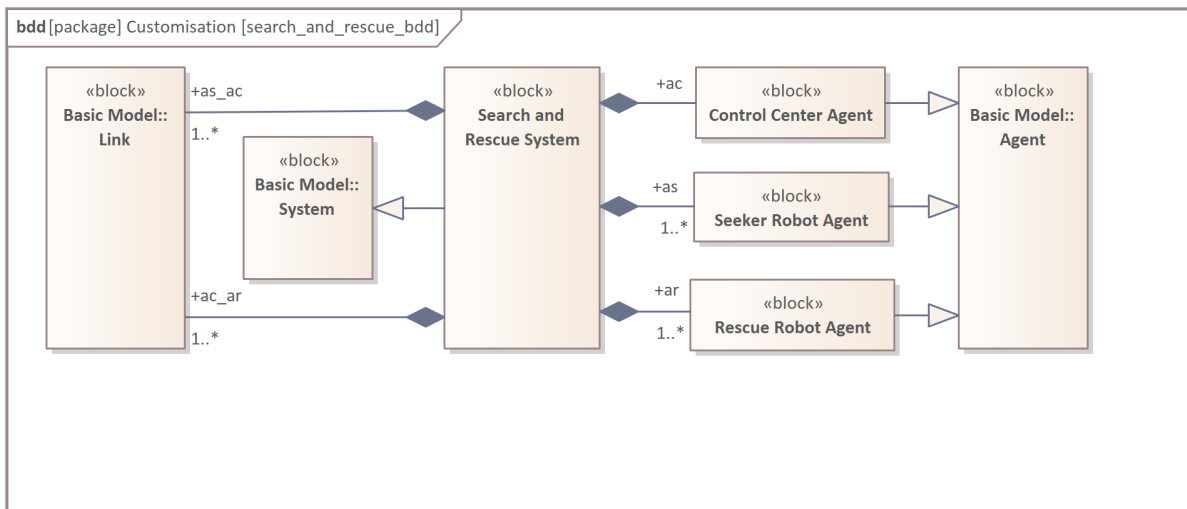 bdd [package] Customisation [search_and_rescue_bdd]
«block»
Basic Model::
Link
+as_ac
1..*
«block»
Basic Model::
System
+ac_ar
1..*
«block»
Search and
Rescue System
+ac
«block»
Control Center Agent
+as
1..*
«block»
Seeker Robot Agent
+ar
1..*
«block»
Rescue Robot Agent
«block»
Basic Model::
Agent